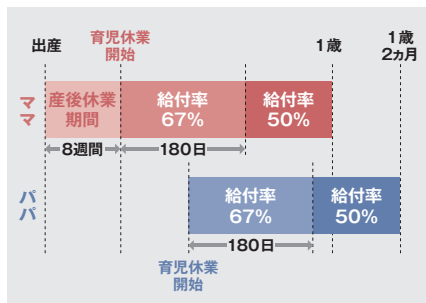 出産
育児休業
開始
1歳
1歳
2ヵ月
ママ
産後休業
期間
給付率
67%
給付率
50%
8週間
180日
パパ
給付率
67%
給付率
50%
180日
育児休業
開始